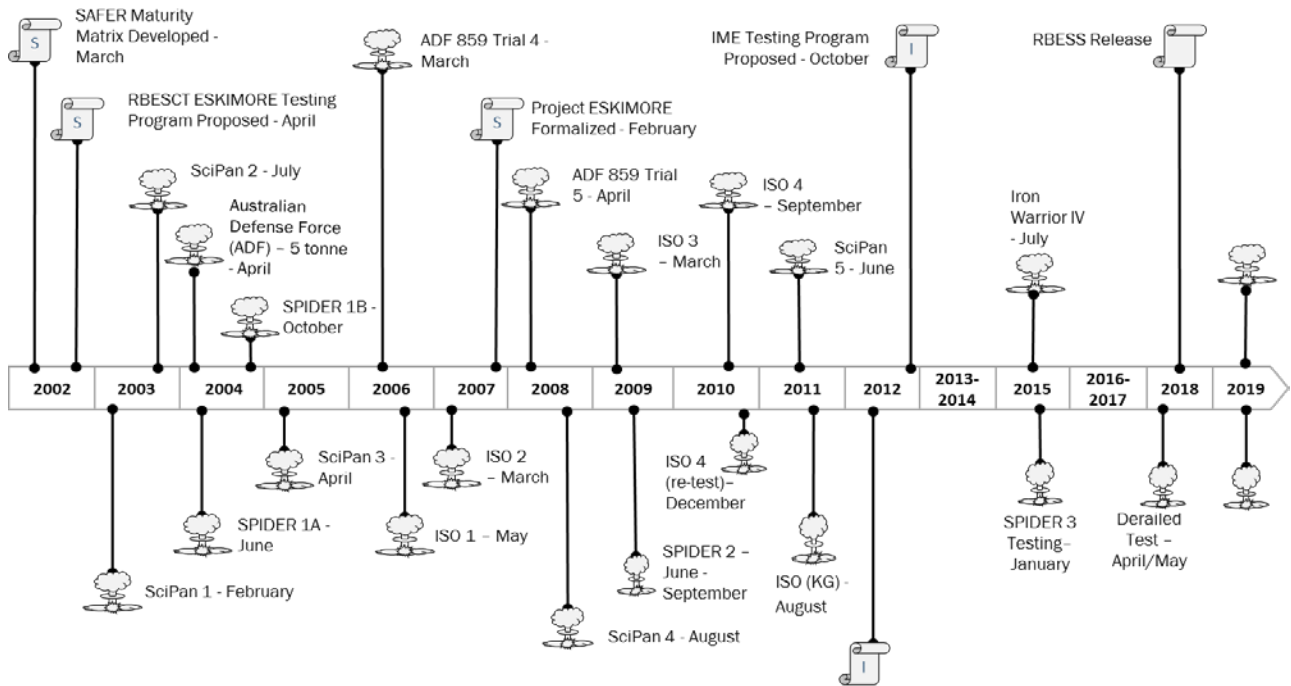 SAFER Maturity
Matrix Developed -
March
S
RBESCT ESKIMORE Testing
Program Proposed - April
S
SciPan 2 - July
Australian
Defense Force
(ADF) – 5 tonne
- April
SPIDER 1B -
October
ADF 859 Trial 4 -
March
Project ESKIMORE
Formalized - February
S
ADF 859 Trial
5 - April
ISO 3
– March
ISO 4
– September
SciPan
5 - June
IME Testing Program
Proposed - October
I
Iron
Warrior IV
- July
RBESS Release
2002
2003
2004
2005
2006
2007
2008
2009
2010
2011
2012
2013-
2014
2015
2016-
2017
2018
2019
SciPan 1 - February
SPIDER 1A -
June
SciPan 3 -
April
ISO 1 – May
ISO 2
– March
SciPan 4 - August
SPIDER 2 –
June -
September
ISO 4
(re-test)–
December
ISO (KG) -
August
I
SPIDER 3
Testing–
January
Derailed
Test –
April/May